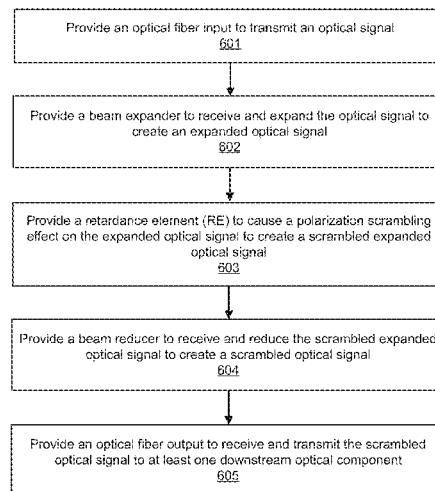 Provide an optical fiber input to transmit an optical signal
601
Provide a beam expander to receive and expand the optical signal to
create an expanded optical signal
602
Provide a retardance element (RE) to cause a polarization scrambling
effect on the expanded optical signal to create a scrambled expanded
optical signal
603
Provide a beam reducer to receive and reduce the scrambled expanded
optical signal to create a scrambled optical signal
604
Provide an optical fiber output to receive and transmit the scrambled
optical signal to at least one downstream optical component
605